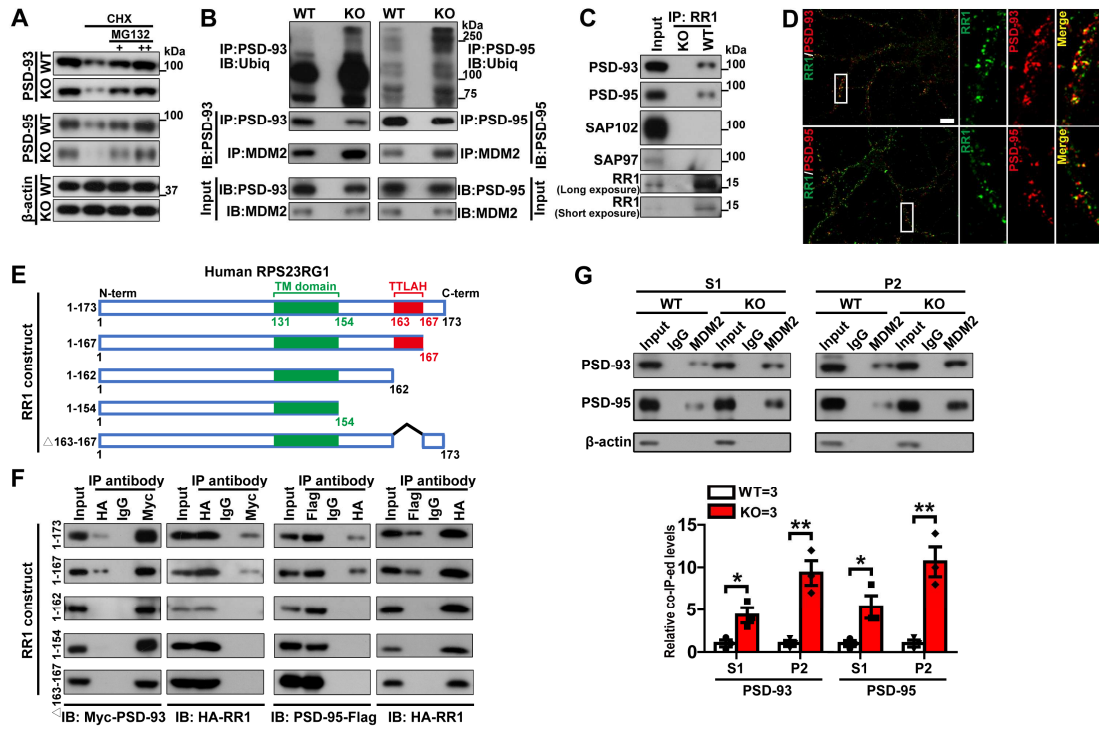 A
CHX
MG132
+ ++
kDa
PSD-93
WT
KO
100
PSD-95
WT
KO
100
β-actin
WT
KO
37
B
WT KO WT KO
kDa
250
IP:PSD-93
IB:Ubiq
IP:PSD-95
IB:Ubiq
100
75
IB:PSD-93
IP:PSD-93
IP:MDM2
IP:PSD-95
IP:MDM2
IB:PSD-95
Input
IB:PSD-93
IB:MDM2
IB:PSD-95
IB:MDM2
Input
C
IP: RR1
Input KO WT
kDa
PSD-93 100
PSD-95 100
SAP102 100
SAP97 100
RR1 15
(Long exposure)
RR1 15
(Short exposure)
D
RR1/PSD-93
RR1
PSD-93
Merge
RR1/PSD-95
RR1
PSD-95
Merge
E
Human RPS23RG1
N-term TM domain TTLAH C-term
RR1 construct
1-173
1 131 154 163 167 173
1-167
1 167
1-162
1 162
1-154
1 154
△163-167
1 173
F
IP antibody IP antibody IP antibody IP antibody
Input HA IgG Myc Input HA IgG Myc Input Flag IgG HA Input Flag IgG HA
RR1 construct
1-173
1-167
1-162
1-154
△163-167
IB: Myc-PSD-93 IB: HA-RR1 IB: PSD-95-Flag IB: HA-RR1
G
S1 P2
WT KO WT KO
Input IgG MDM2 Input IgG MDM2 Input IgG MDM2 Input IgG MDM2
PSD-93
PSD-95
β-actin
WT=3
KO=3
Relative co-IP-ed levels
15
10
5
0
* ** * **
S1 P2 S1 P2
PSD-93 PSD-95